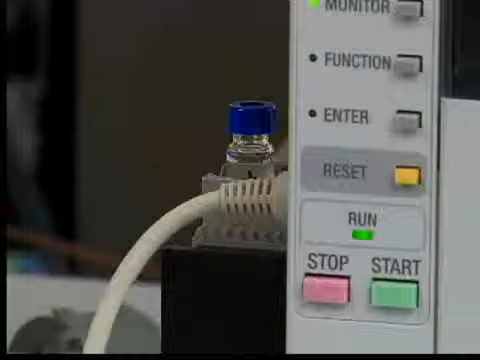 MONITOR
FUNCTION
ENTER
RESET
RUN
STOP START